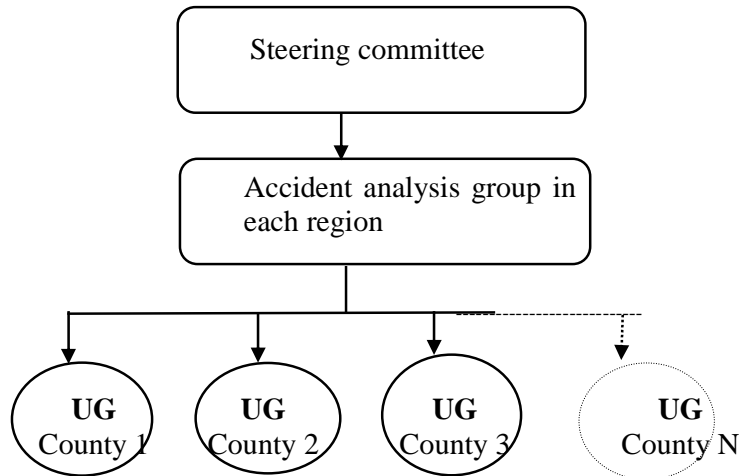 Steering committee
Accident analysis group in
each region
UG
County 1
UG
County 2
UG
County 3
UG
County N